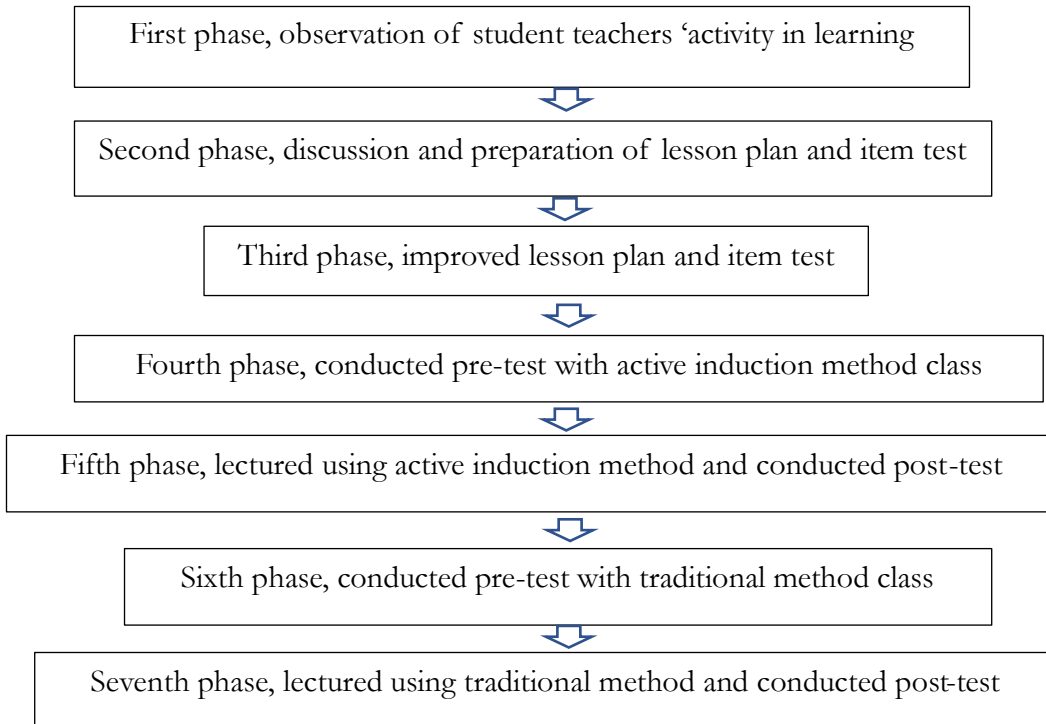 First phase, observation of student teachers ‘activity in learning
Second phase, discussion and preparation of lesson plan and item test
Third phase, improved lesson plan and item test
Fourth phase, conducted pre-test with active induction method class
Fifth phase, lectured using active induction method and conducted post-test
Sixth phase, conducted pre-test with traditional method class
Seventh phase, lectured using traditional method and conducted post-test